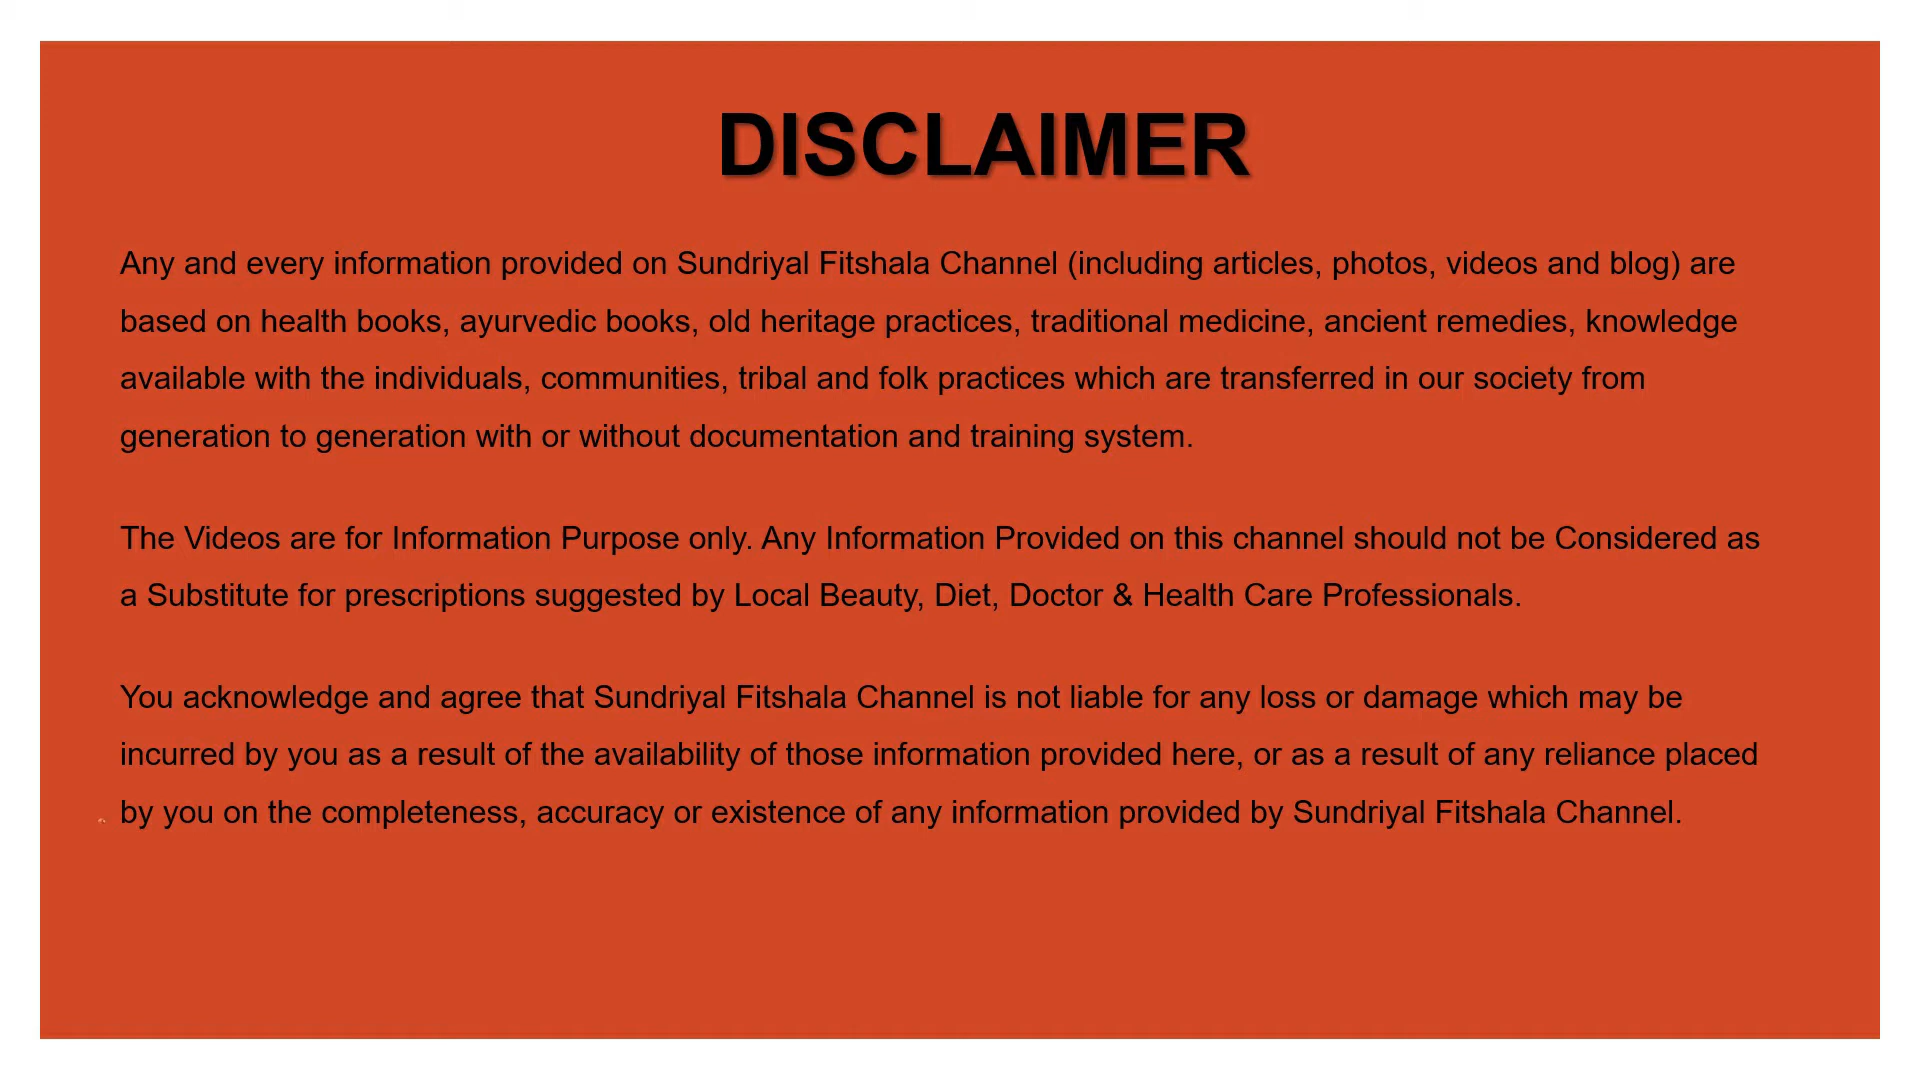 DISCLAIMER
Any and every information provided on Sundriyal Fitshala Channel (including articles, photos, videos and blog) are
based on health books, ayurvedic books, old heritage practices, traditional medicine, ancient remedies, knowledge
available with the individuals, communities, tribal and folk practices which are transferred in our society from
generation to generation with or without documentation and training system.
The Videos are for Information Purpose only. Any Information Provided on this channel should not be Considered as
a Substitute for prescriptions suggested by Local Beauty, Diet, Doctor & Health Care Professionals.
You acknowledge and agree that Sundriyal Fitshala Channel is not liable for any loss or damage which may be
incurred by you as a result of the availability of those information provided here, or as a result of any reliance placed
by you on the completeness, accuracy or existence of any information provided by Sundriyal Fitshala Channel.